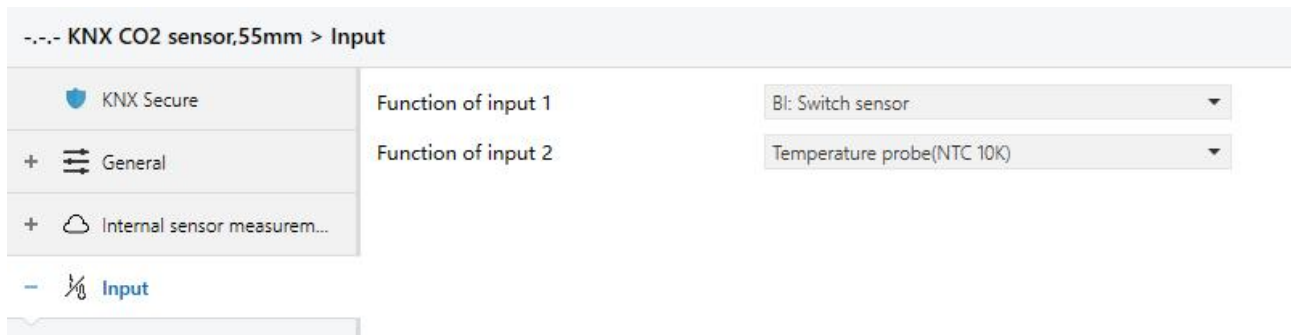 -.-.- KNX CO2 sensor,55mm > Input
KNX Secure
+ General
+ Internal sensor measurem...
- Input
Function of input 1 BI: Switch sensor
Function of input 2 Temperature probe(NTC 10K)